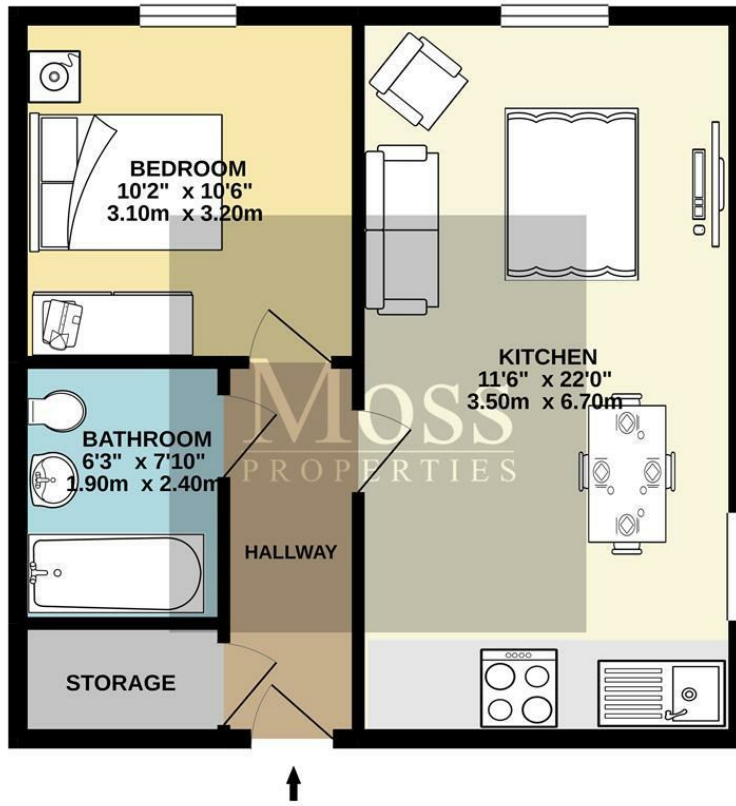 BEDROOM
10'2" x 10'6"
3.10m x 3.20m
KITCHEN
11'6" x 22'0"
3.50m x 6.70m
Moss
PROPERTIES
BATHROOM
6'3" x 7'10"
1.90m x 2.40m
HALLWAY
STORAGE